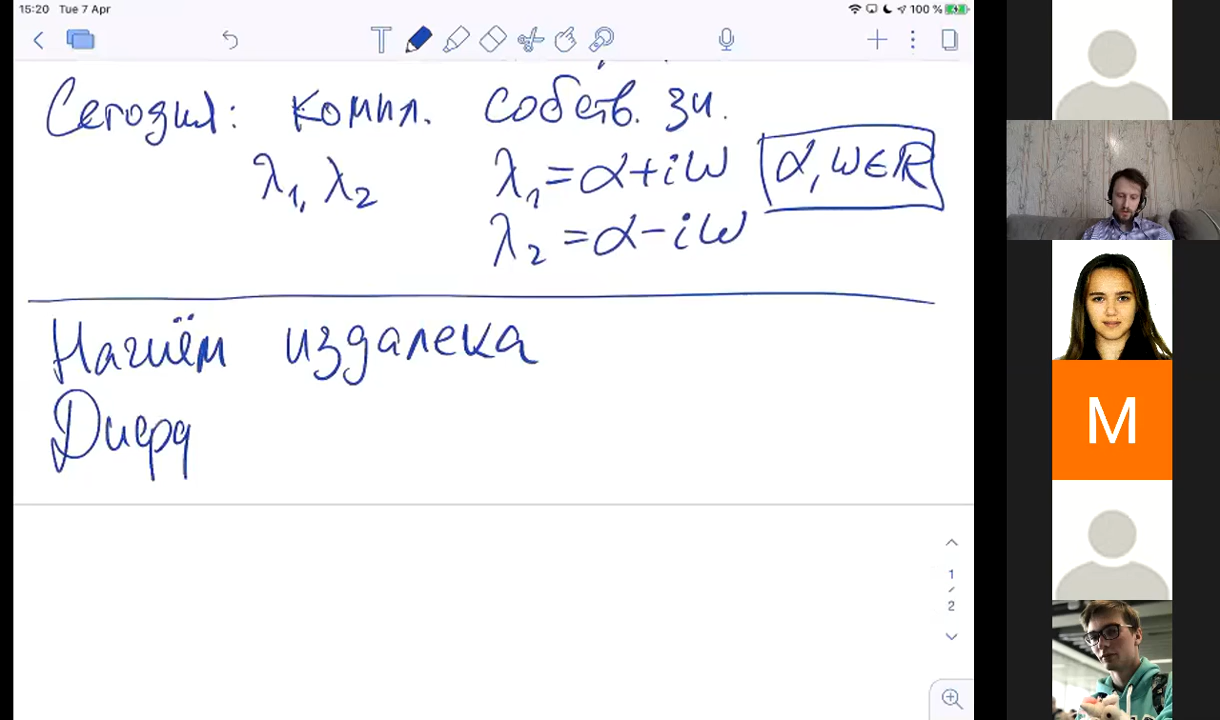 15:20 Tue 7 Apr 100 %
Сегодня: компл. собств. зн.
λ₁, λ₂ λ₁ = α + iω α, ω ∈ ℝ
λ₂ = α − iω
Начнём издалека
Дифф
1
2
M